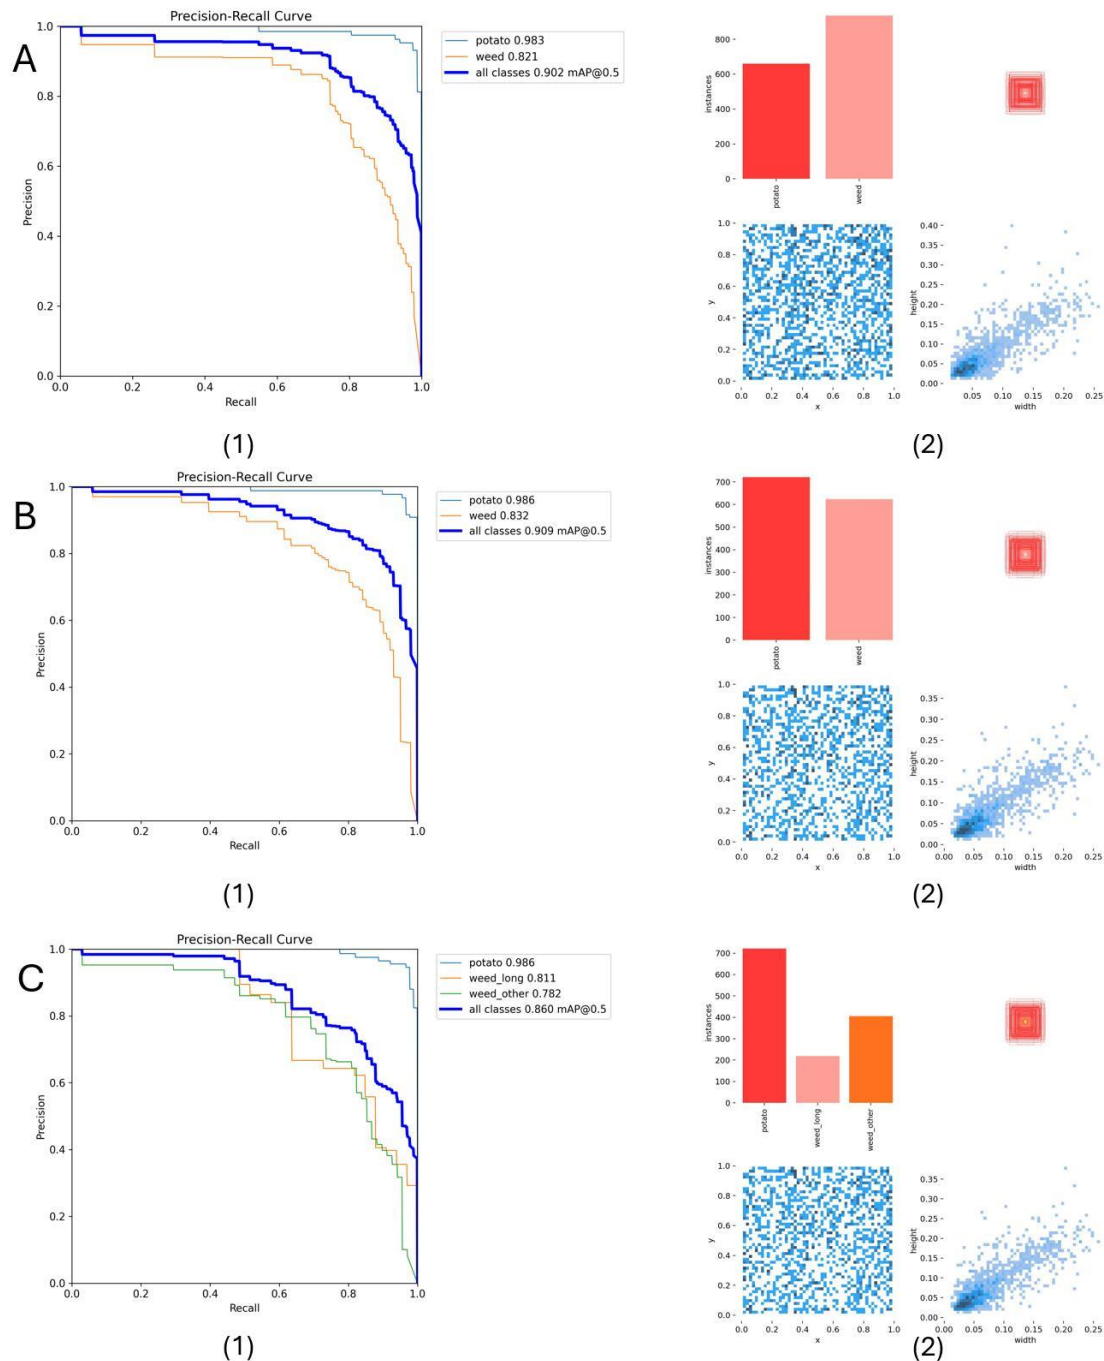 A
Precision-Recall Curve
1.0
0.8
0.6
0.4
0.2
0.0
Precision
0.0 0.2 0.4 0.6 0.8 1.0
Recall
potato 0.983
weed 0.821
all classes 0.902 mAP@0.5
(1)
800
600
400
200
0
instances
potato
weed
1.0
0.8
0.6
0.4
0.2
0.0
y
0.0 0.2 0.4 0.6 0.8 1.0
x
0.40
0.35
0.30
0.25
0.20
0.15
0.10
0.05
0.00
height
0.05 0.10 0.15 0.20 0.25
width
(2)
B
Precision-Recall Curve
1.0
0.8
0.6
0.4
0.2
0.0
Precision
0.0 0.2 0.4 0.6 0.8 1.0
Recall
potato 0.986
weed 0.832
all classes 0.909 mAP@0.5
(1)
700
600
500
400
300
200
100
0
instances
potato
weed
1.0
0.8
0.6
0.4
0.2
0.0
y
0.0 0.2 0.4 0.6 0.8 1.0
x
0.35
0.30
0.25
0.20
0.15
0.10
0.05
0.00
height
0.00 0.05 0.10 0.15 0.20 0.25
width
(2)
C
Precision-Recall Curve
1.0
0.8
0.6
0.4
0.2
0.0
Precision
0.0 0.2 0.4 0.6 0.8 1.0
Recall
potato 0.986
weed_long 0.811
weed_other 0.782
all classes 0.860 mAP@0.5
(1)
700
600
500
400
300
200
100
0
instances
potato
weed_long
weed_other
1.0
0.8
0.6
0.4
0.2
0.0
y
0.0 0.2 0.4 0.6 0.8 1.0
x
0.35
0.30
0.25
0.20
0.15
0.10
0.05
0.00
height
0.00 0.05 0.10 0.15 0.20 0.25
width
(2)